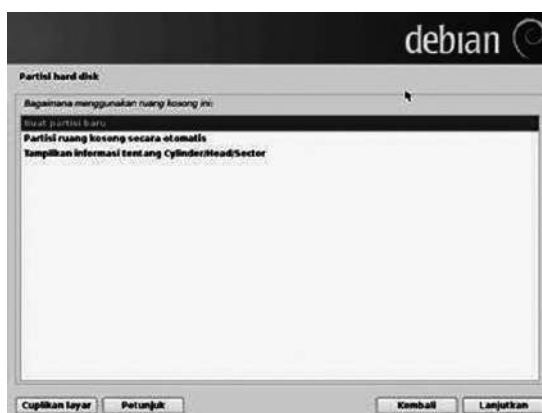 debian
Partisi hard disk
Bagaimana menggunakan ruang kosong ini:
Buat partisi baru
Partisi ruang kosong secara otomatis
Tampilkan informasi tentang Cylinder/Head/Sector
Cuplikan layar
Petunjuk
Kembali
Lanjutkan